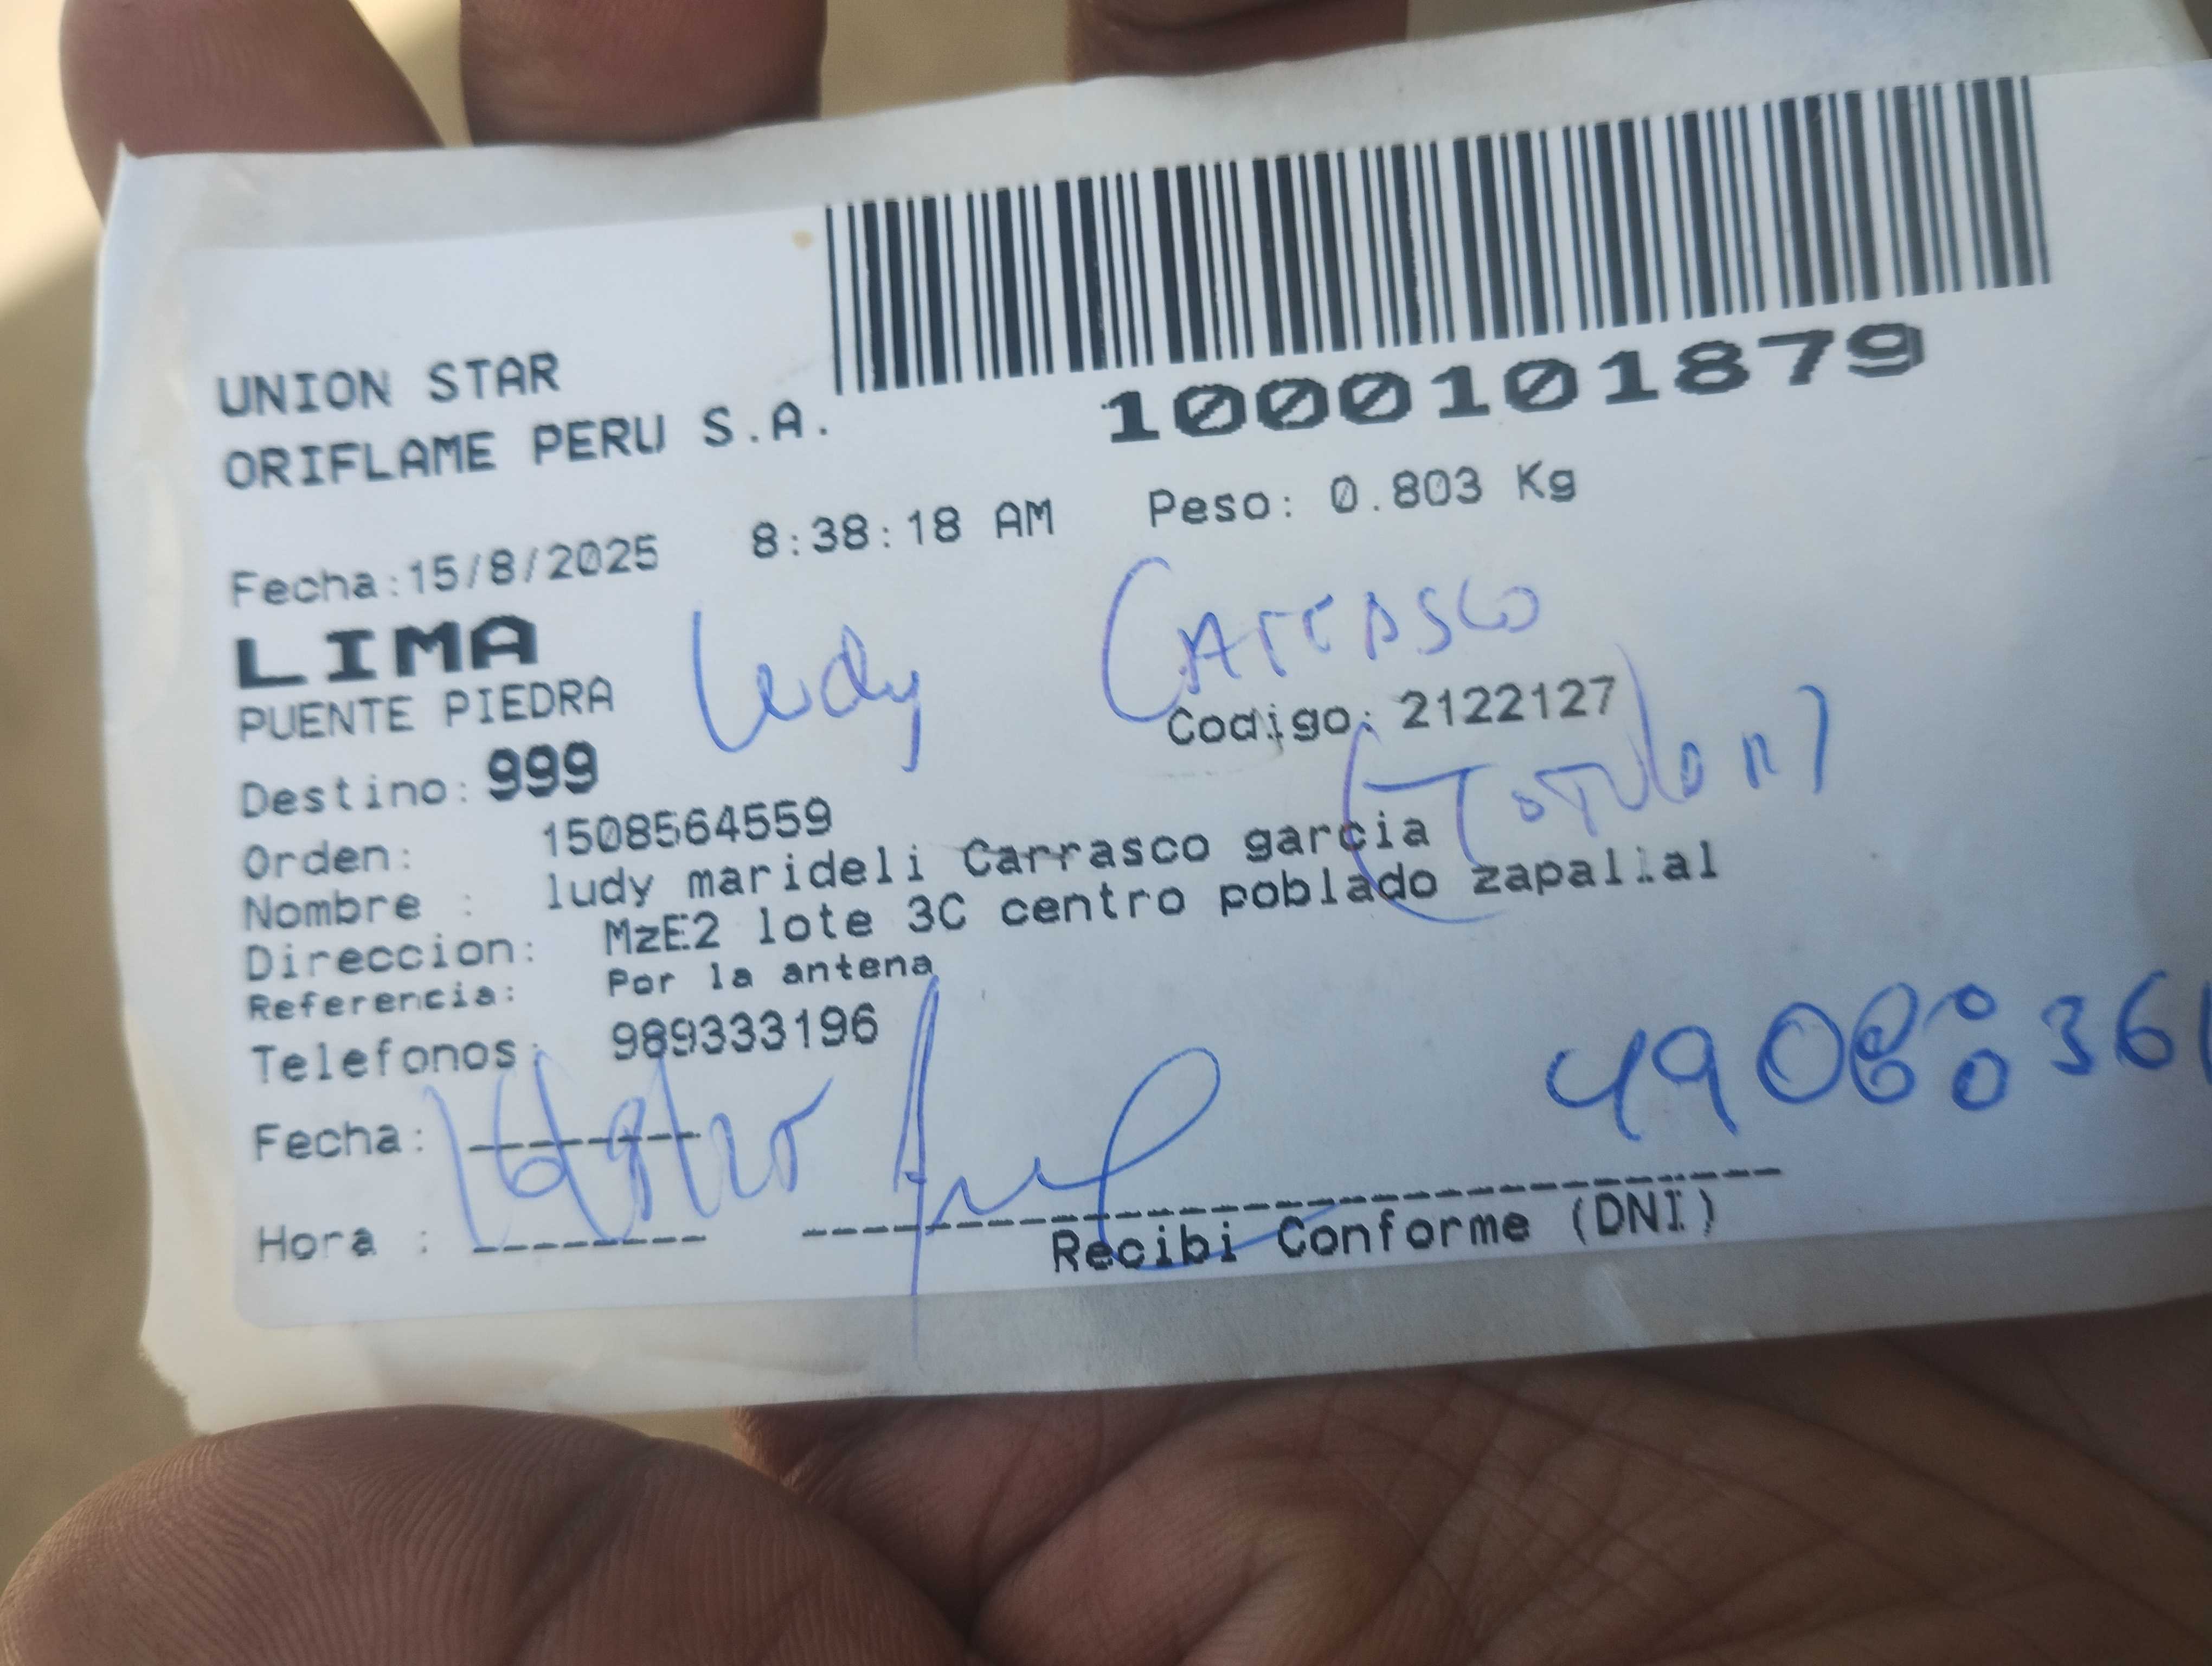 UNION STAR
ORIFLAME PERU S.A.
1000101879
Fecha:15/8/2025 8:38:18 AM Peso: 0.803 Kg
LIMA
PUENTE PIEDRA
Ludy Carrasco
Codigo: 2122127
Destino: 999
(Totular)
Orden: 1508564559
Nombre : ludy marideli Carrasco garcia
Direccion: MzE2 lote 3C centro poblado zapallal
Referencia: Por la antena
Telefonos: 989333196
Fecha:
Hora :
Recibi Conforme (DNI)